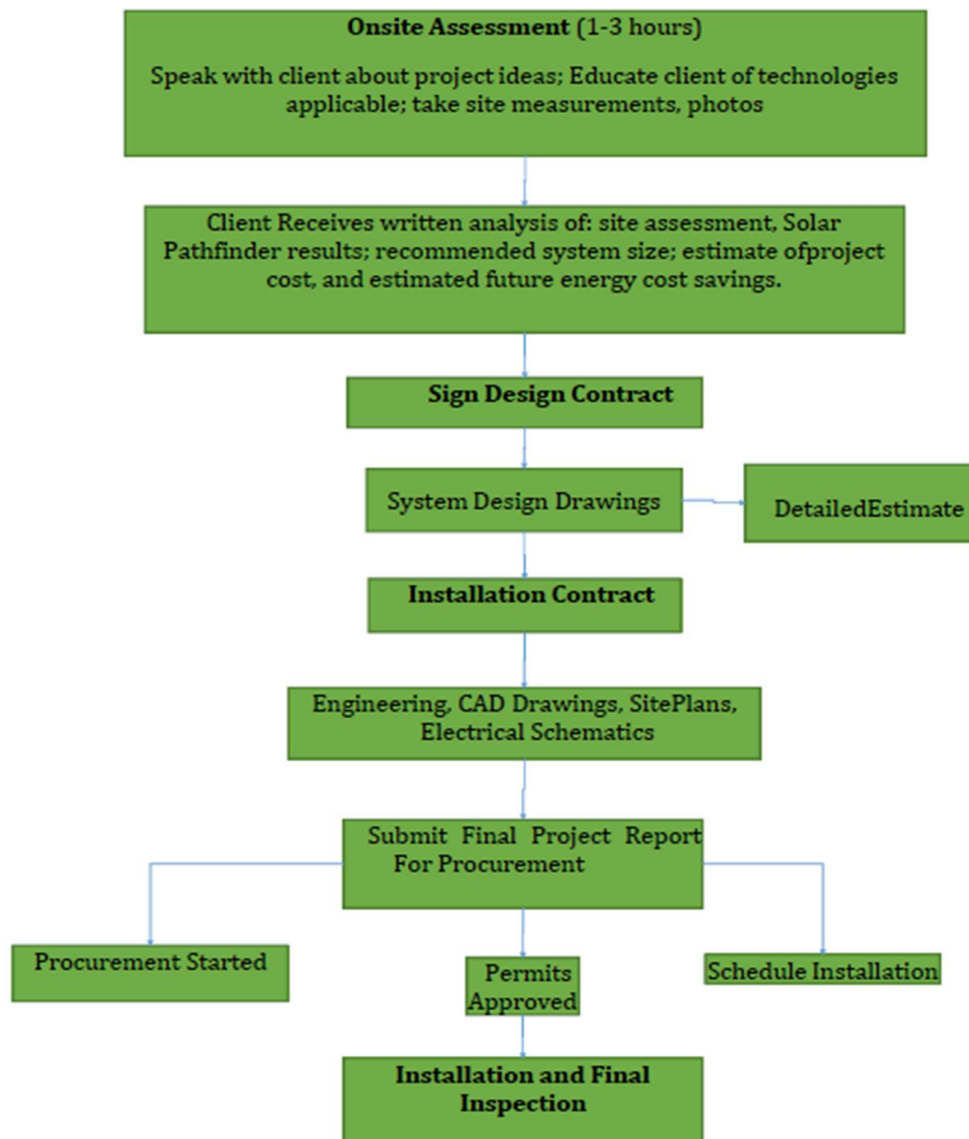 Onsite Assessment (1-3 hours)
Speak with client about project ideas; Educate client of technologies
applicable; take site measurements, photos
Client Receives written analysis of: site assessment, Solar
Pathfinder results; recommended system size; estimate ofproject
cost, and estimated future energy cost savings.
Sign Design Contract
System Design Drawings
DetailedEstimate
Installation Contract
Engineering, CAD Drawings, SitePlans,
Electrical Schematics
Submit Final Project Report
For Procurement
Procurement Started
Permits
Approved
Schedule Installation
Installation and Final
Inspection